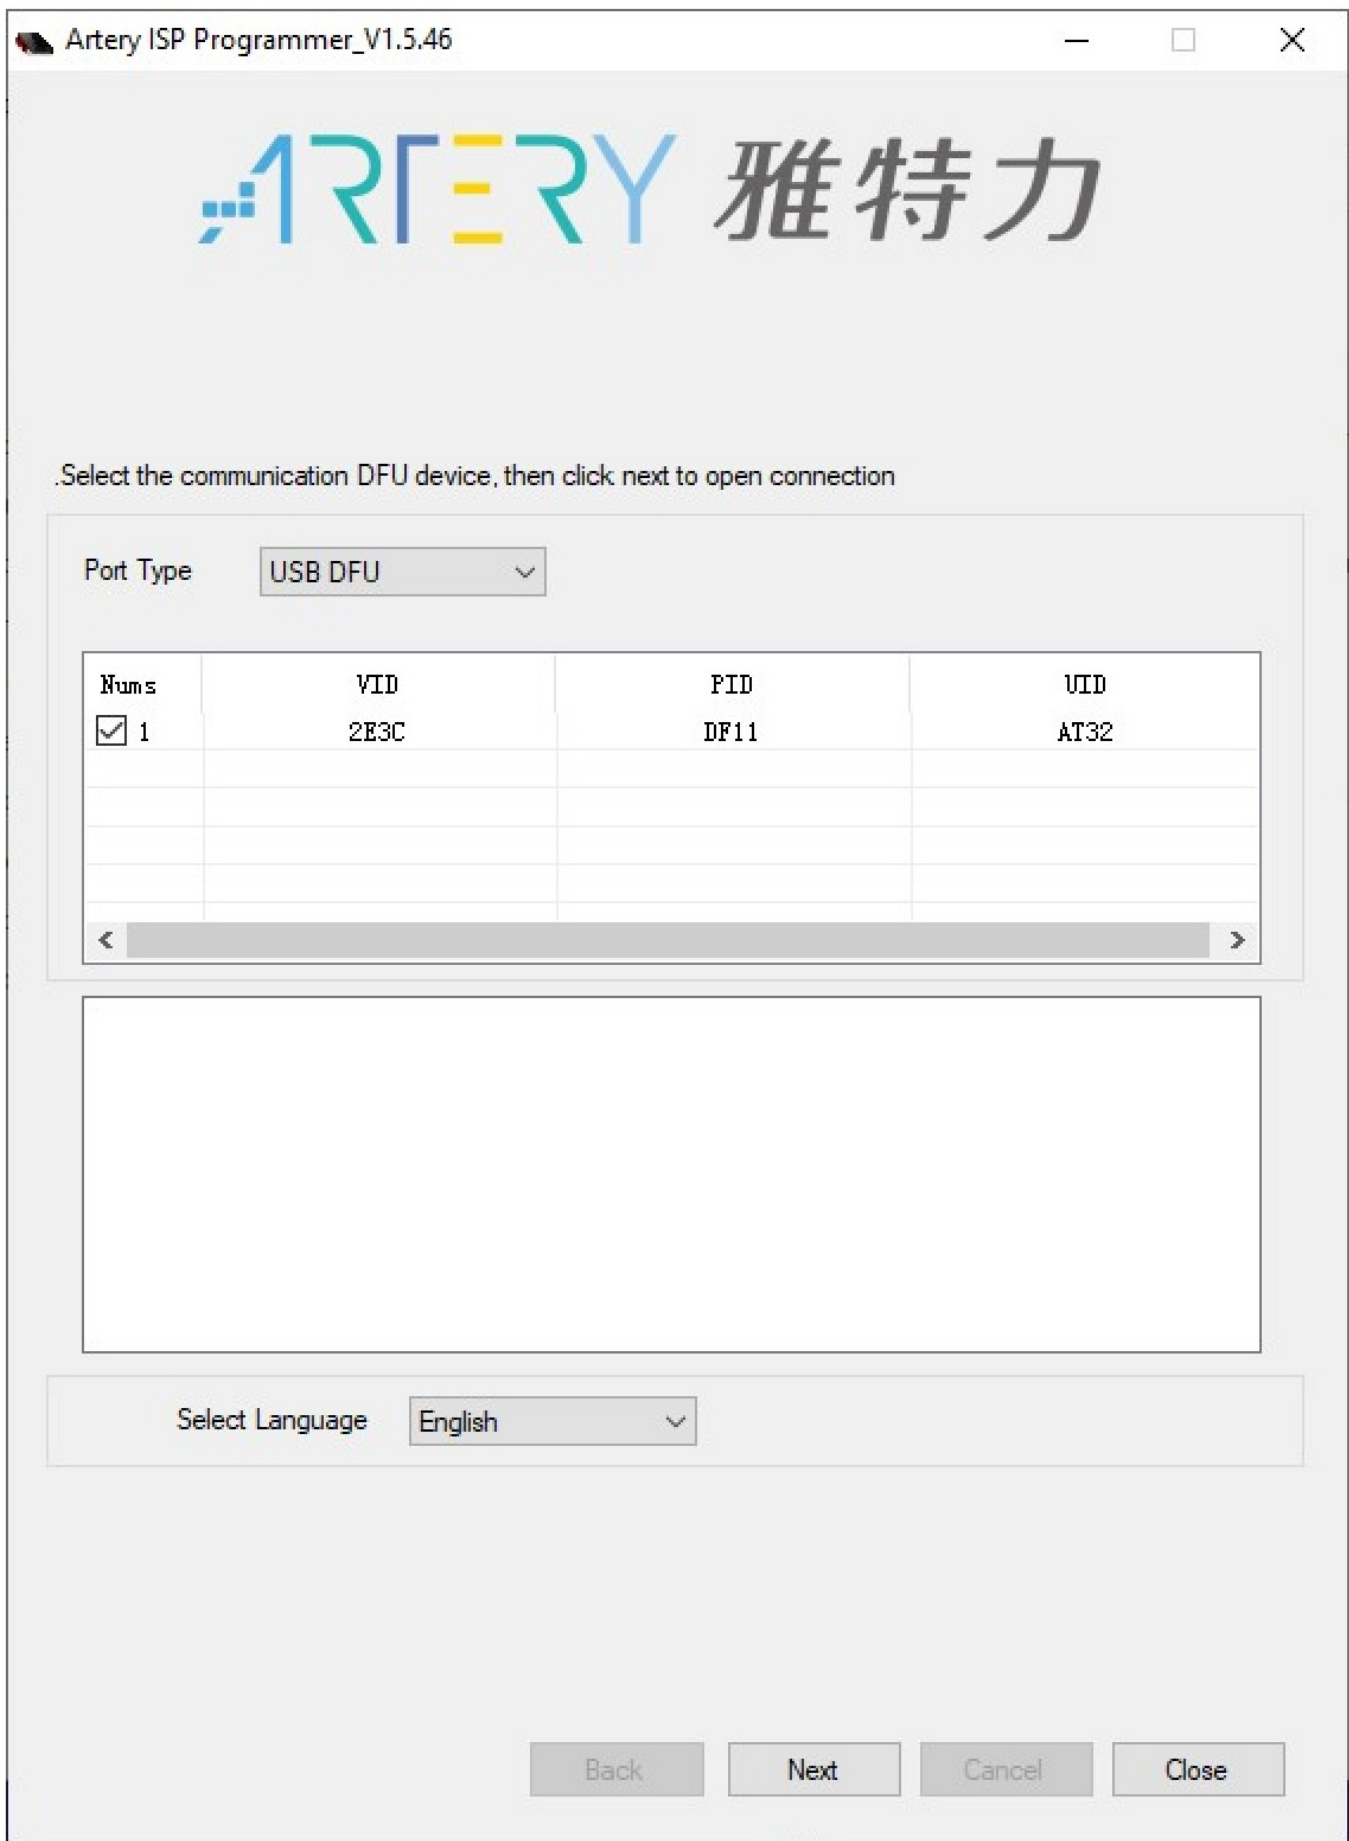 Artery ISP Programmer_V1.5.46
ARTERY 雅特力
.Select the communication DFU device, then click next to open connection
Port Type USB DFU
Nums VID PID UID
1 2E3C DF11 AT32
Select Language English
Back Next Cancel Close